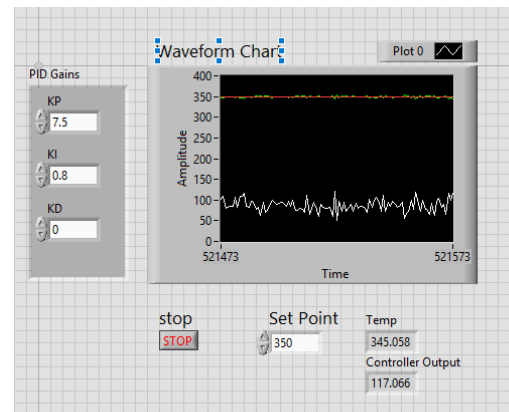 Waveform Chart
Plot 0
PID Gains
KP
7.5
KI
0.8
KD
0
Amplitude
400
350
300
250
200
150
100
50
0
521473
521573
Time
stop
STOP
Set Point
350
Temp
345.058
Controller Output
117.066